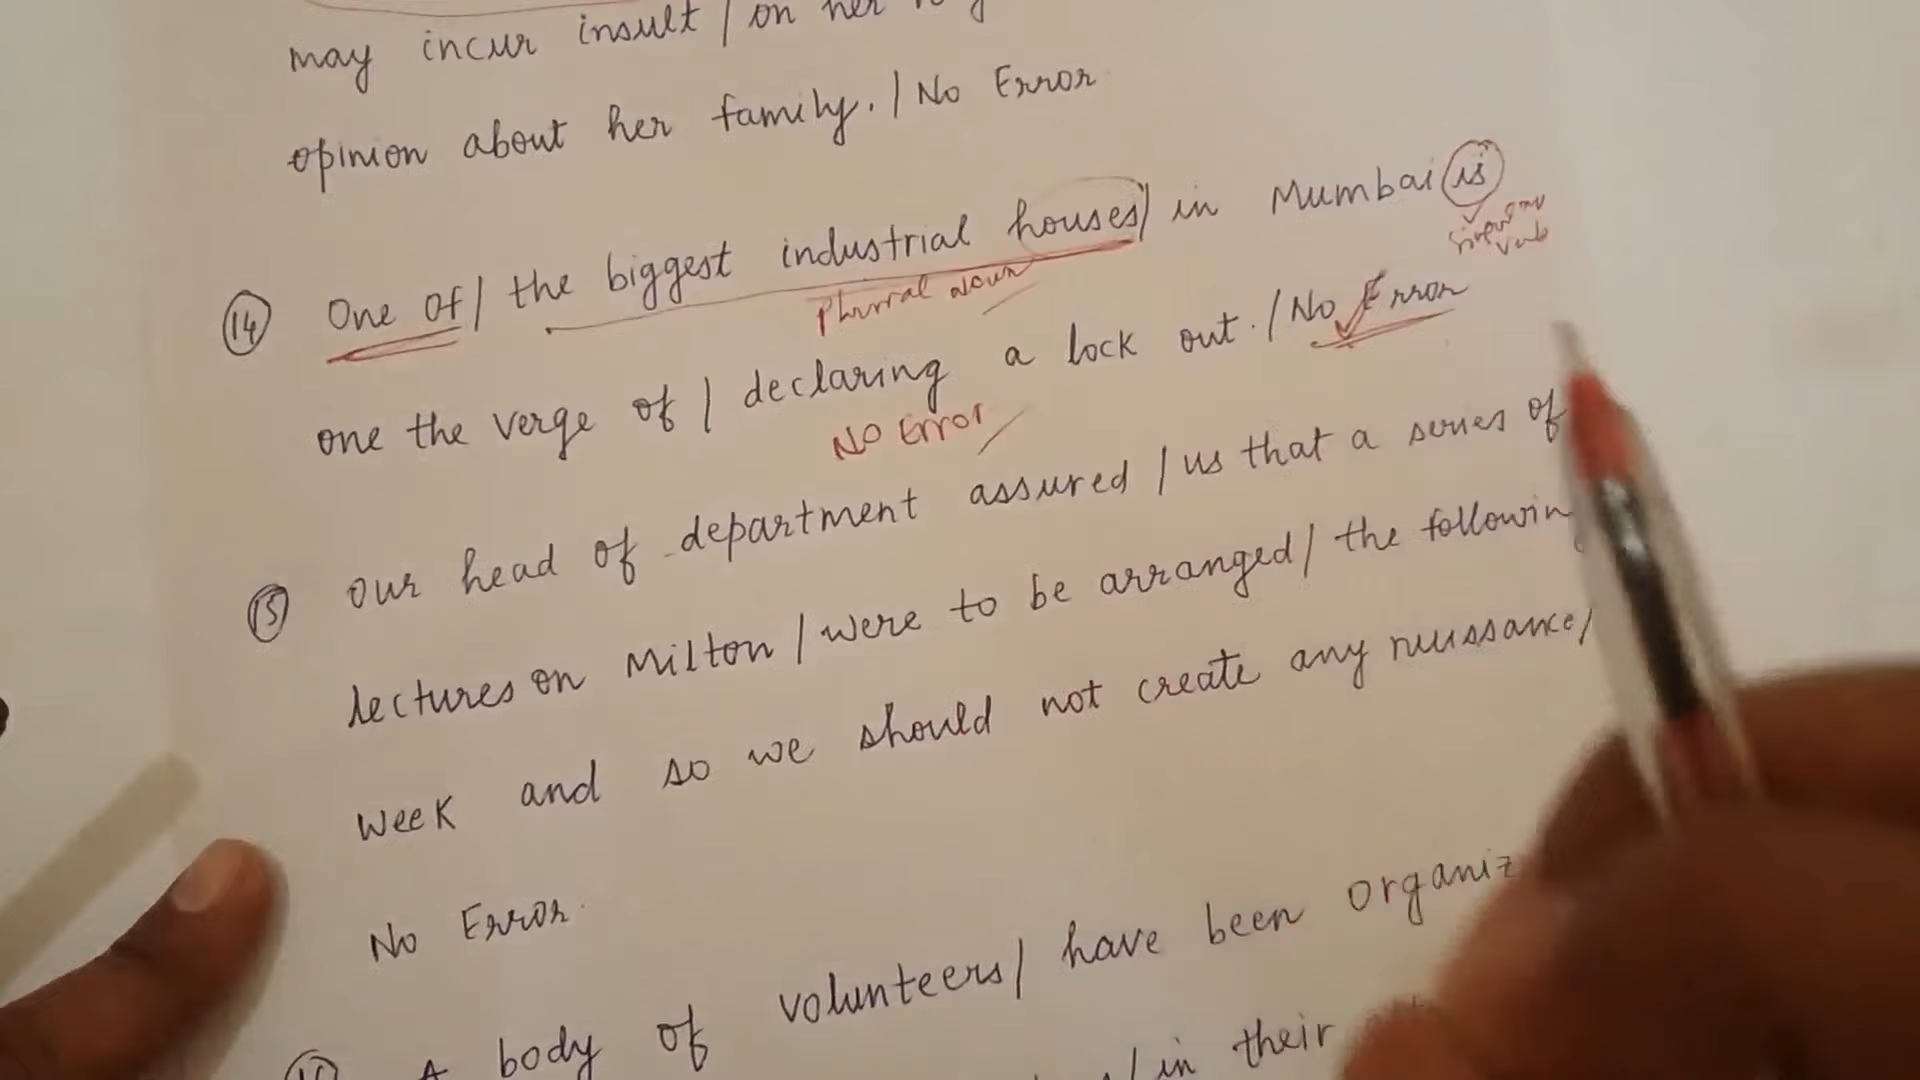 may incur insult / on her
opinion about her family. / No Error
(14) One of / the biggest industrial houses / in Mumbai is
singular verb
Plurral Noun
one the verge of / declaring a lock out. / No Error
NO Error
(15) Our head of department assured / us that a series of
lectures on Milton / were to be arranged / the followin
week and so we should not create any nuissance /
No Error.
A body of volunteers / have been organiz
/ in their